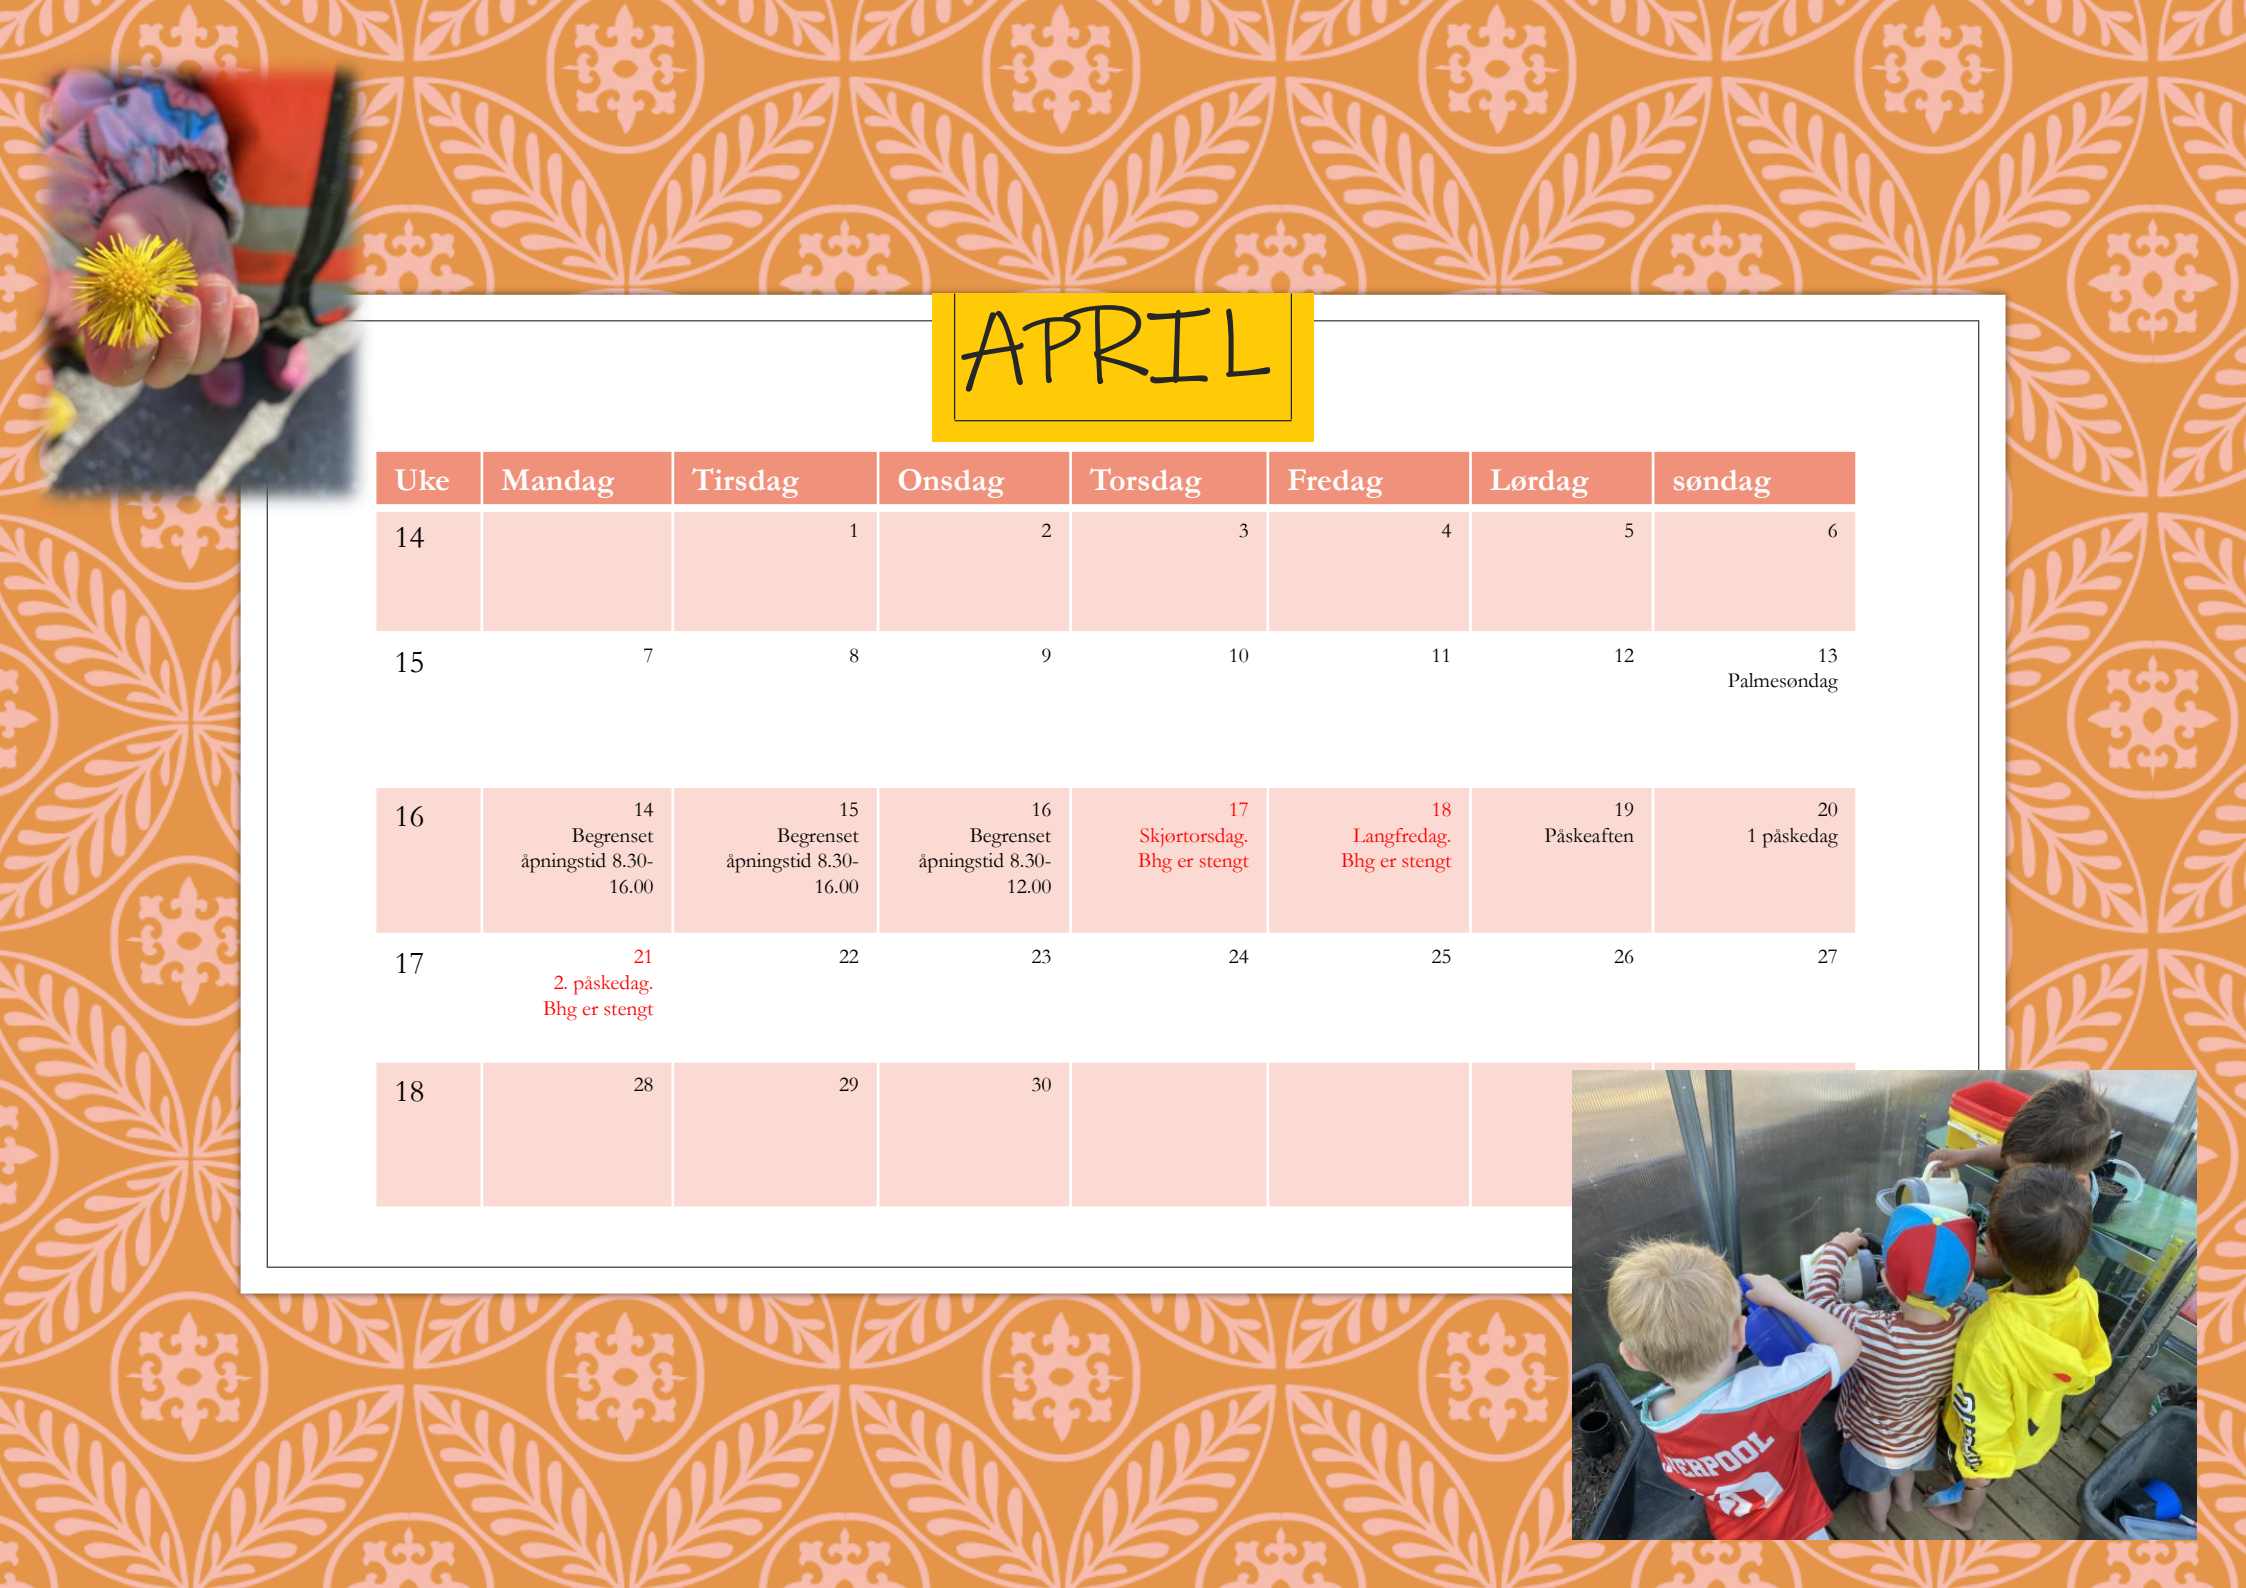 APRIL
Uke Mandag Tirsdag Onsdag Torsdag Fredag Lørdag søndag
14 1 2 3 4 5 6
15 7 8 9 10 11 12 13
Palmesøndag
16 14 15 16 17 18 19 20
Begrenset Begrenset Begrenset Skjørtorsdag. Langfredag. Påskeaften 1 påskedag
åpningstid 8.30- åpningstid 8.30- åpningstid 8.30- Bhg er stengt Bhg er stengt
16.00 16.00 12.00
17 21 22 23 24 25 26 27
2. påskedag.
Bhg er stengt
18 28 29 30